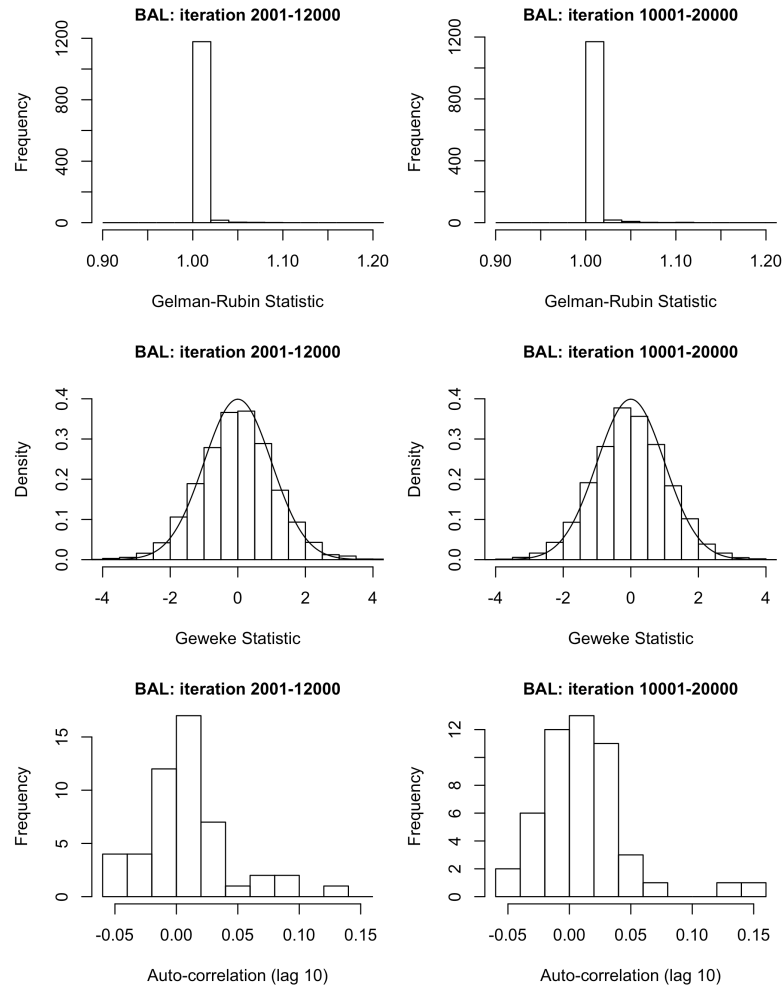 BAL: iteration 2001-12000
Frequency
0 400 800 1200
0.90 1.00 1.10 1.20
Gelman-Rubin Statistic
BAL: iteration 10001-20000
Frequency
0 400 800 1200
0.90 1.00 1.10 1.20
Gelman-Rubin Statistic
BAL: iteration 2001-12000
Density
0.0 0.1 0.2 0.3 0.4
-4 -2 0 2 4
Geweke Statistic
BAL: iteration 10001-20000
Density
0.0 0.1 0.2 0.3 0.4
-4 -2 0 2 4
Geweke Statistic
BAL: iteration 2001-12000
Frequency
0 5 10 15
-0.05 0.00 0.05 0.10 0.15
Auto-correlation (lag 10)
BAL: iteration 10001-20000
Frequency
0 2 4 6 8 12
-0.05 0.00 0.05 0.10 0.15
Auto-correlation (lag 10)